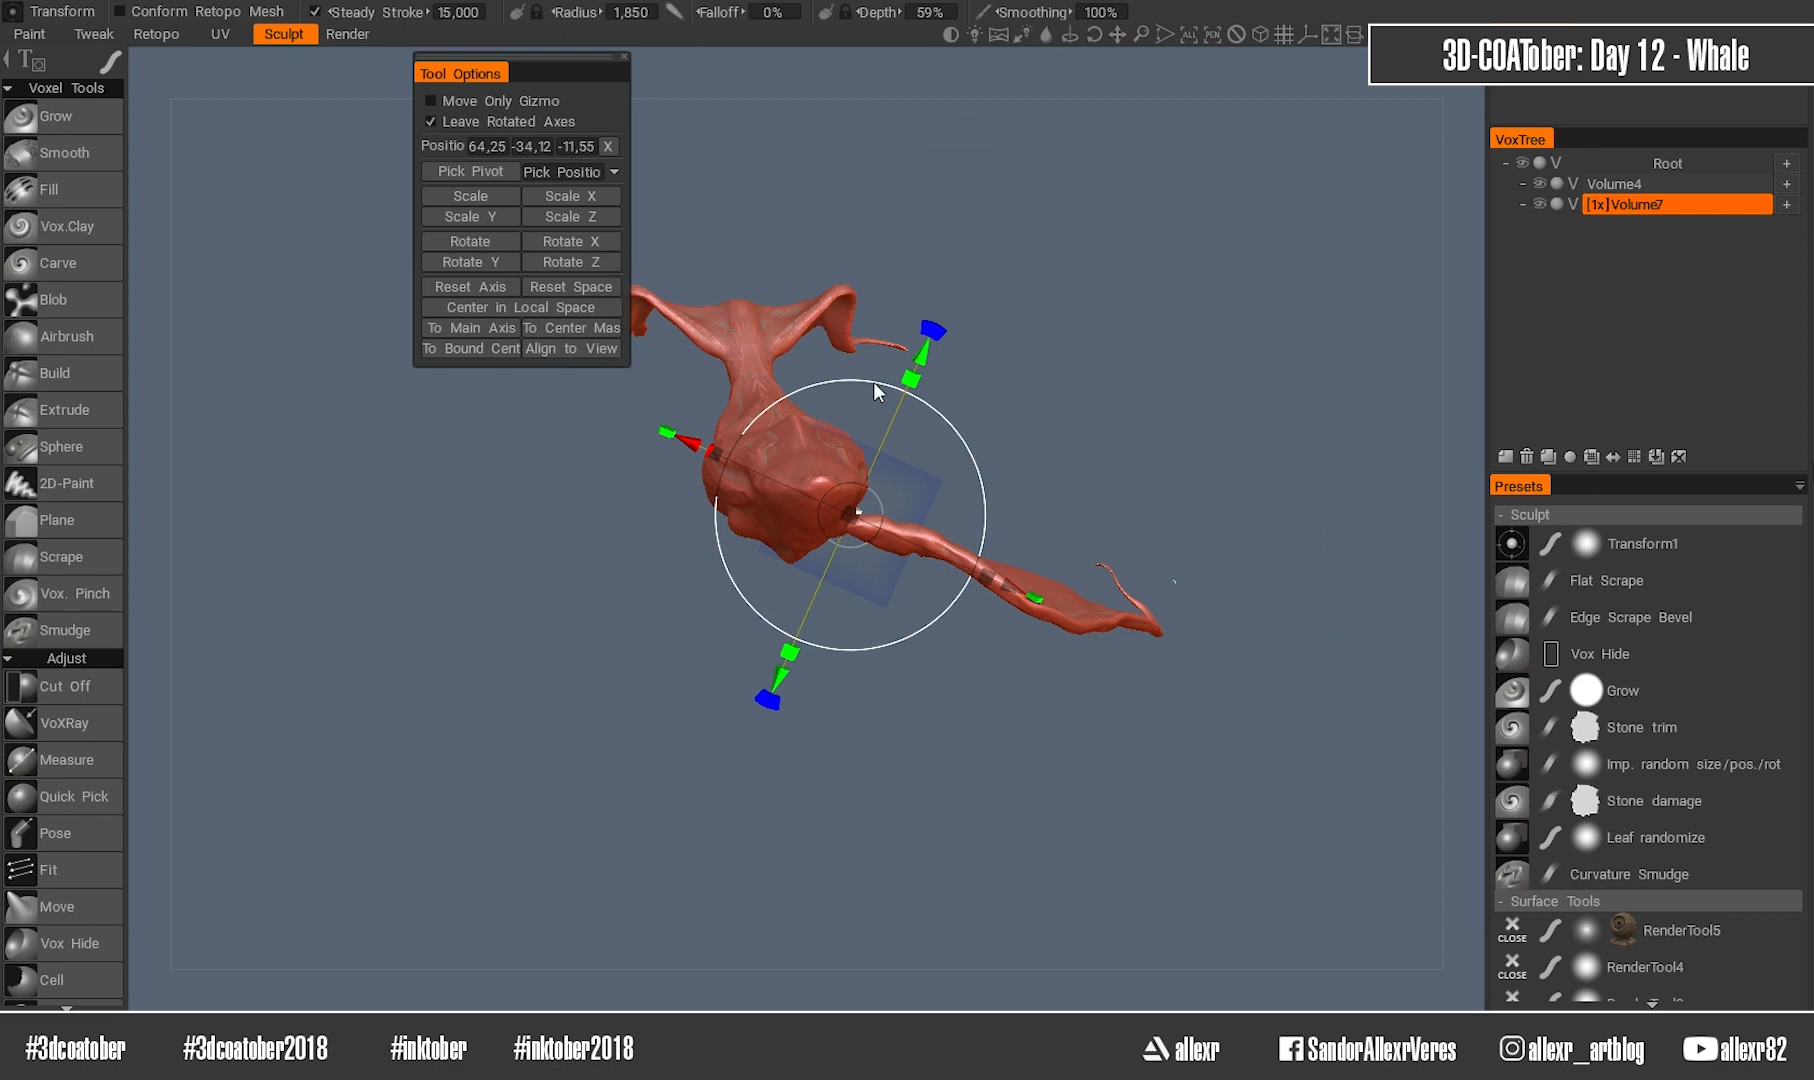 Transform Conform Retopo Mesh Steady Stroke 15,000 Radius 1,850 Falloff 0% Depth 59% Smoothing 100%
Paint Tweak Retopo UV Sculpt Render
3D-COATober: Day 12 - Whale
Voxel Tools
Grow
Smooth
Fill
Vox.Clay
Carve
Blob
Airbrush
Build
Extrude
Sphere
2D-Paint
Plane
Scrape
Vox. Pinch
Smudge
Adjust
Cut Off
VoXRay
Measure
Quick Pick
Pose
Fit
Move
Vox Hide
Cell
Tool Options
Move Only Gizmo
Leave Rotated Axes
Positio 64,25 -34,12 -11,55 X
Pick Pivot Pick Positio
Scale Scale X
Scale Y Scale Z
Rotate Rotate X
Rotate Y Rotate Z
Reset Axis Reset Space
Center in Local Space
To Main Axis To Center Mas
To Bound Cent Align to View
ALL PEN
VoxTree
- V Root +
- V Volume4 +
- V [1x]Volume7 +
Presets
- Sculpt
Transform1
Flat Scrape
Edge Scrape Bevel
Vox Hide
Grow
Stone trim
Imp. random size/pos./rot
Stone damage
Leaf randomize
Curvature Smudge
- Surface Tools
CLOSE RenderTool5
CLOSE RenderTool4
#3dcoatober #3dcoatober2018 #inktober #inktober2018 allexr SandorAllexrVeres allexr_artblog allexr82